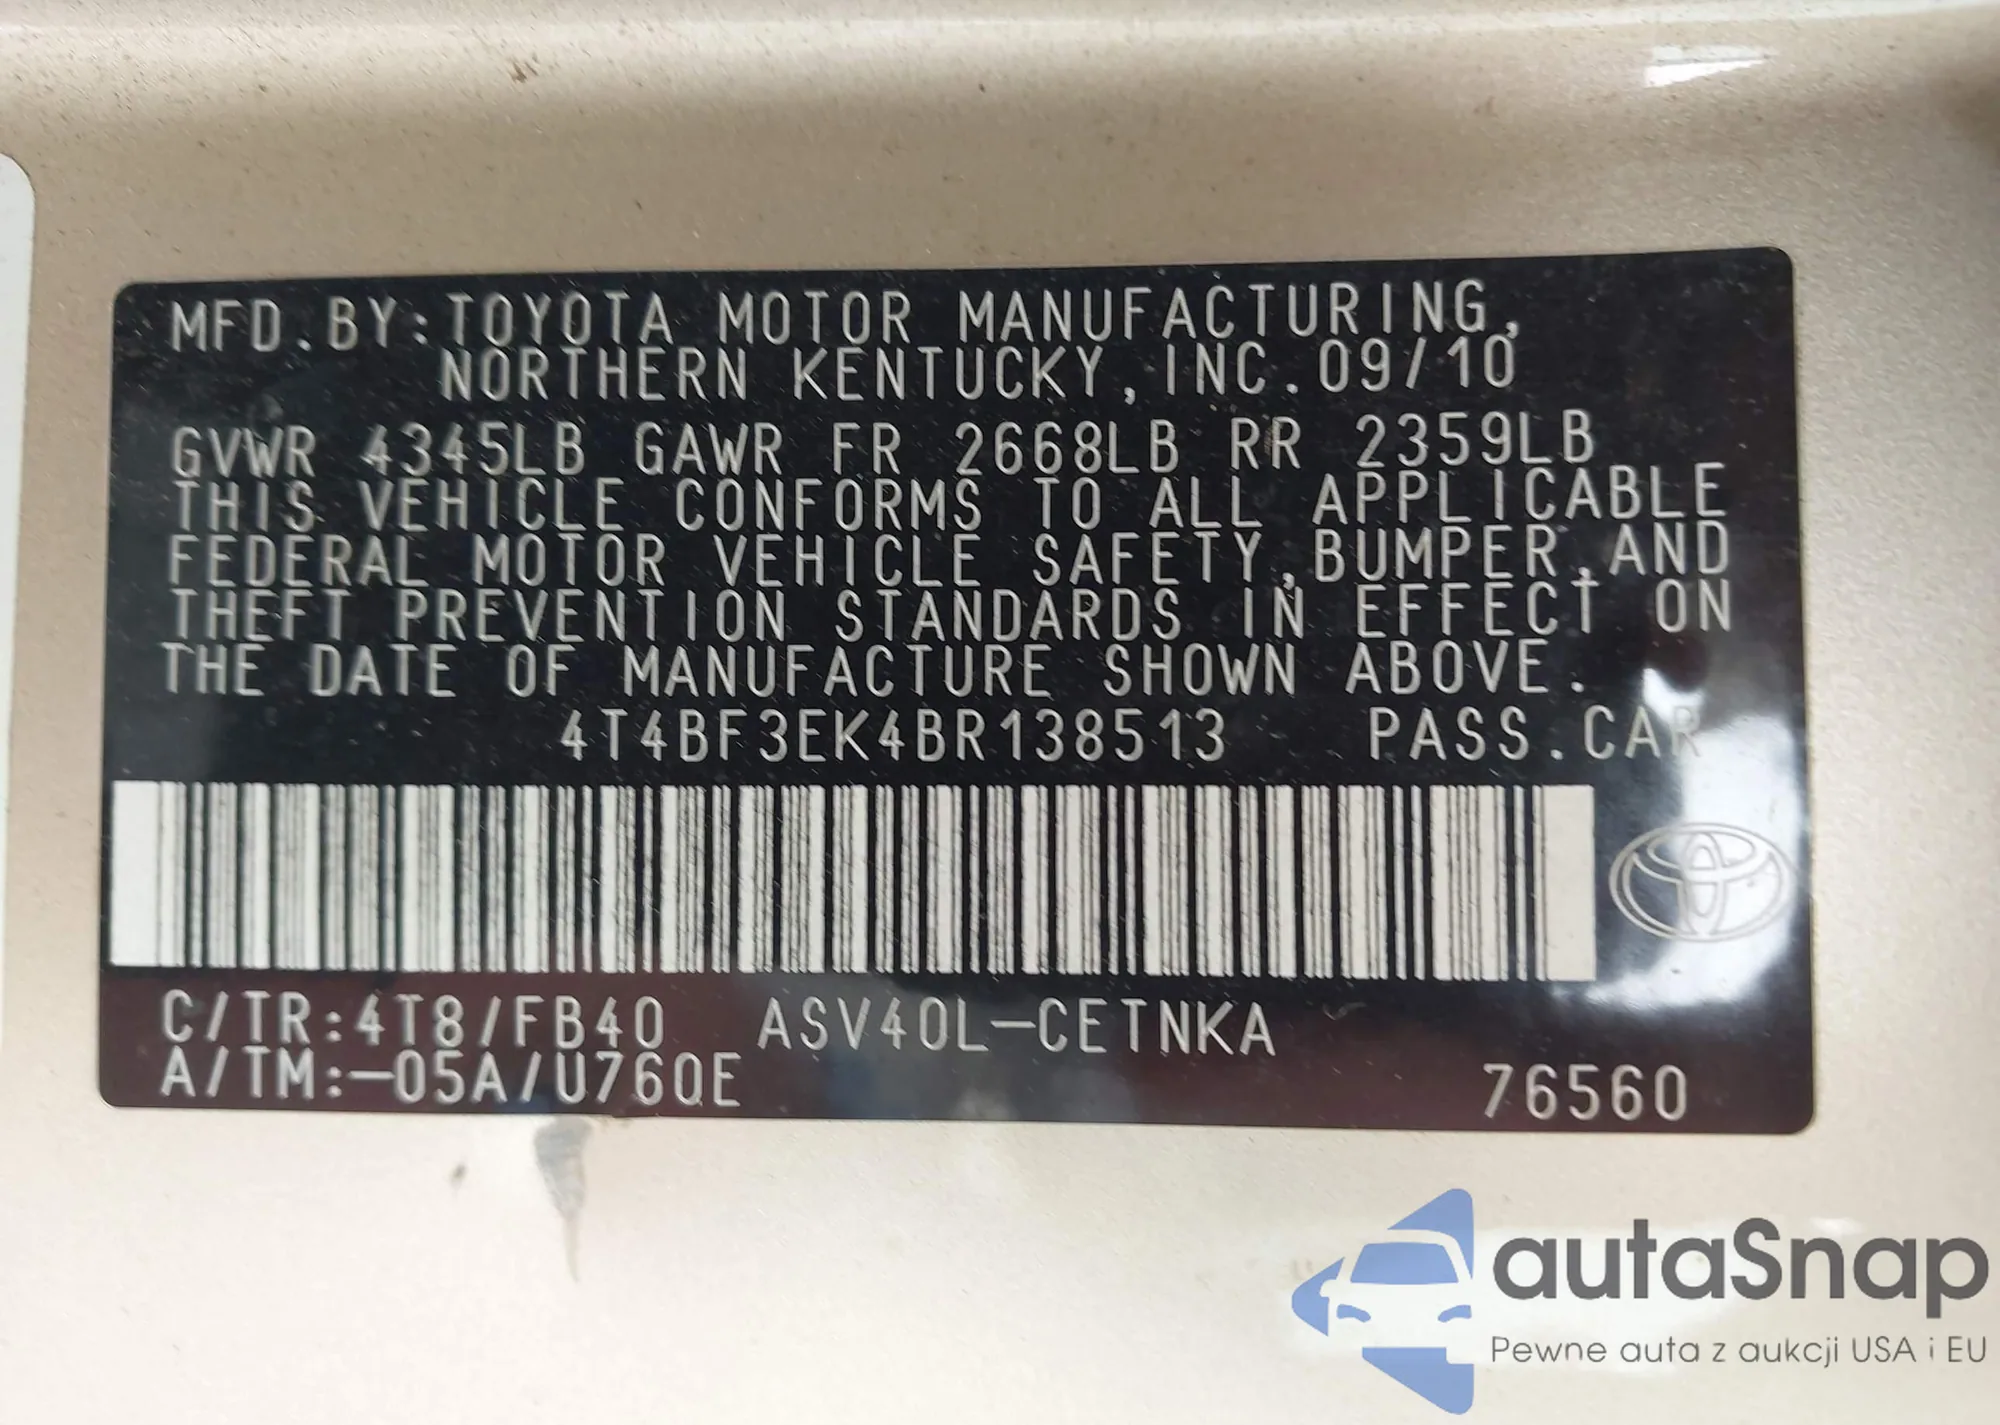 MFD.BY:TOYOTA MOTOR MANUFACTURING,
NORTHERN KENTUCKY,INC.09/10
GVWR 4345LB GAWR FR 2668LB RR 2359LB
THIS VEHICLE CONFORMS TO ALL APPLICABLE
FEDERAL MOTOR VEHICLE SAFETY,BUMPER,AND
THEFT PREVENTION STANDARDS IN EFFECT ON
THE DATE OF MANUFACTURE SHOWN ABOVE.
4T4BF3EK4BR138513 PASS.CAR
C/TR:4T8/FB40 ASV40L-CETNKA
A/TM:-05A/U760E
76560
autaSnap
Pewne auta z aukcji USA i EU